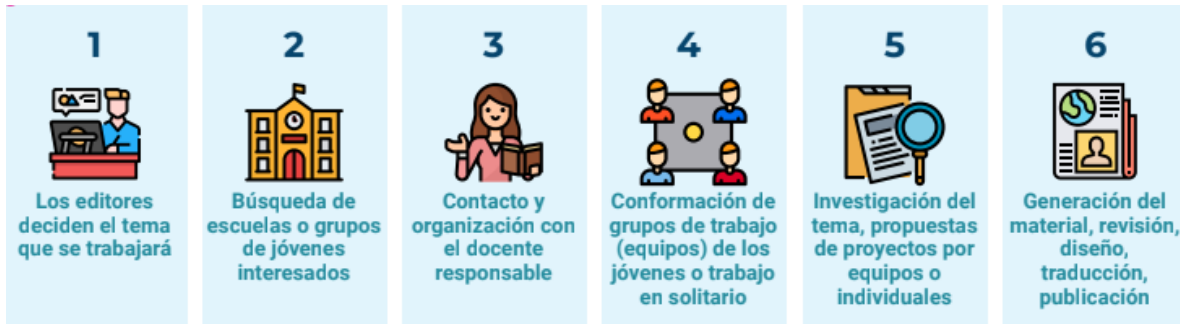 1
Los editores
deciden el tema
que se trabajará
2
Búsqueda de
escuelas o grupos
de jóvenes
interesados
3
Contacto y
organización con
el docente
responsable
4
Conformación de
grupos de trabajo
(equipos) de los
jóvenes o trabajo
en solitario
5
Investigación del
tema, propuestas
de proyectos por
equipos o
individuales
6
Generación del
material, revisión,
diseño,
traducción,
publicación